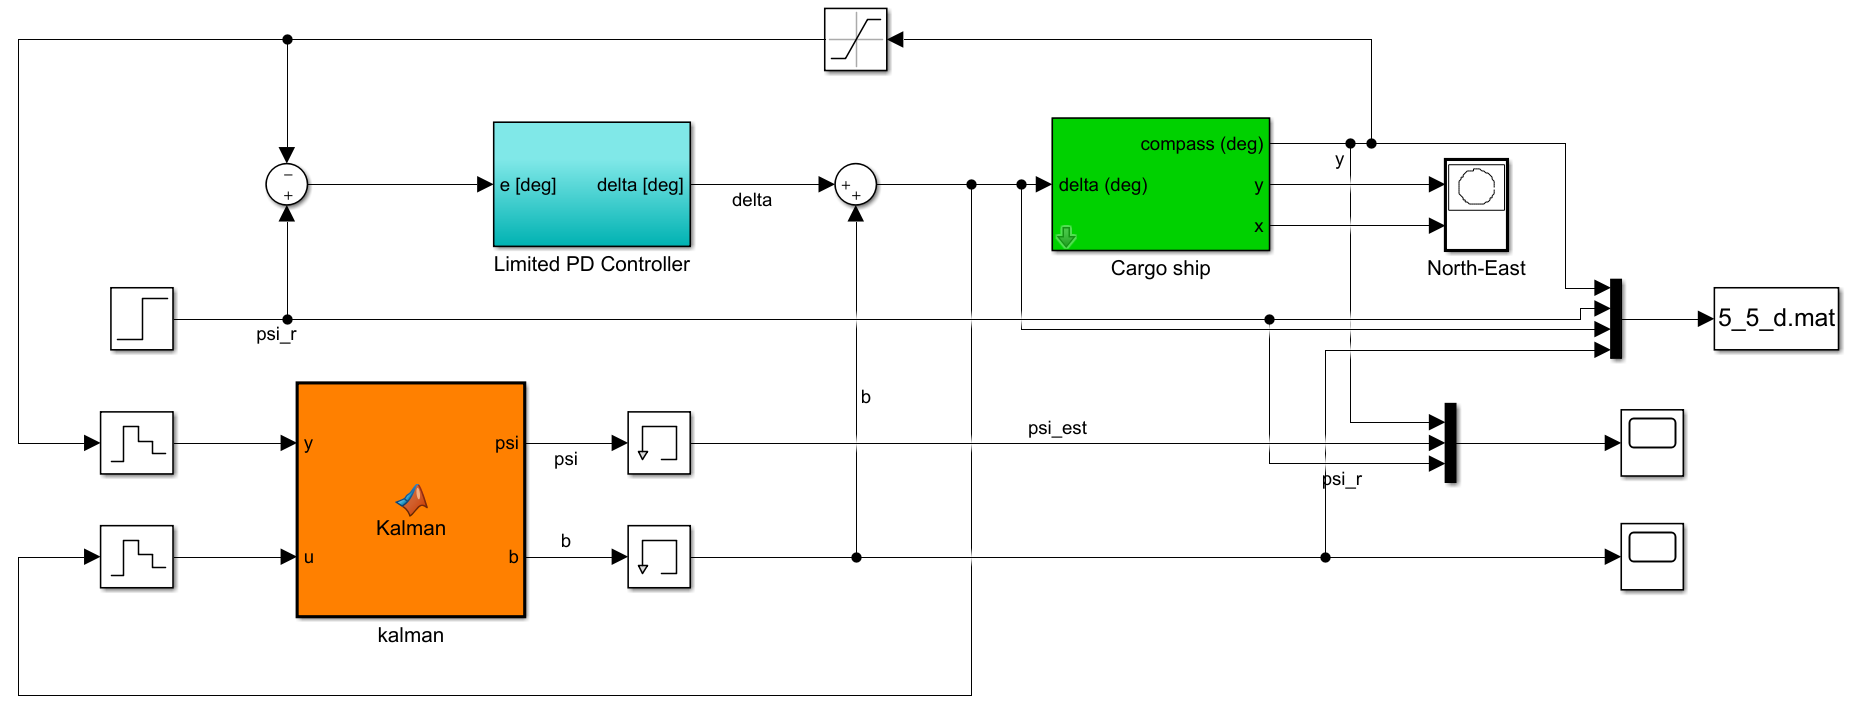 compass (deg)
y
e [deg]
delta [deg]
delta
delta (deg)
y
x
Limited PD Controller
Cargo ship
North-East
psi_r
5_5_d.mat
b
y
psi
psi
psi_est
psi_r
Kalman
u
b
b
kalman